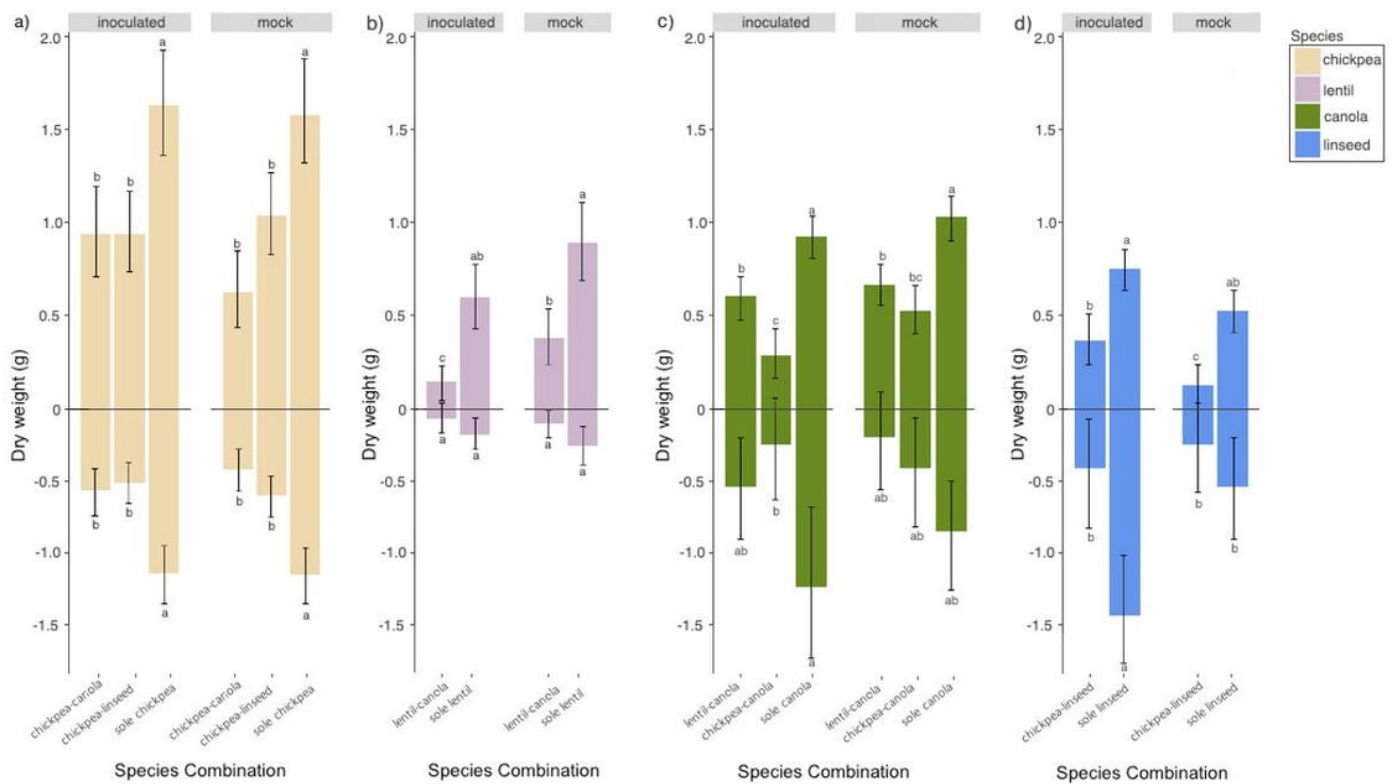 a) inoculated mock
b) inoculated mock
c) inoculated mock
d) inoculated mock
Species
chickpea
lentil
canola
linseed
Dry weight (g)
2.0
1.5
1.0
0.5
0
-0.5
-1.0
-1.5
b b a b b a
b b a b b a
chickpea-canola chickpea-linseed sole chickpea chickpea-canola chickpea-linseed sole chickpea
Species Combination
Dry weight (g)
2.0
1.5
1.0
0.5
0
-0.5
-1.0
-1.5
c ab b a
a a a a
lentil-canola sole lentil lentil-canola sole lentil
Species Combination
Dry weight (g)
2.0
1.5
1.0
0.5
0
-0.5
-1.0
-1.5
b c a b bc a
ab b a ab ab ab
lentil-canola chickpea-canola sole canola lentil-canola chickpea-canola sole canola
Species Combination
Dry weight (g)
2.0
1.5
1.0
0.5
0
-0.5
-1.0
-1.5
b a c ab
b a b b
chickpea-linseed sole linseed chickpea-linseed sole linseed
Species Combination